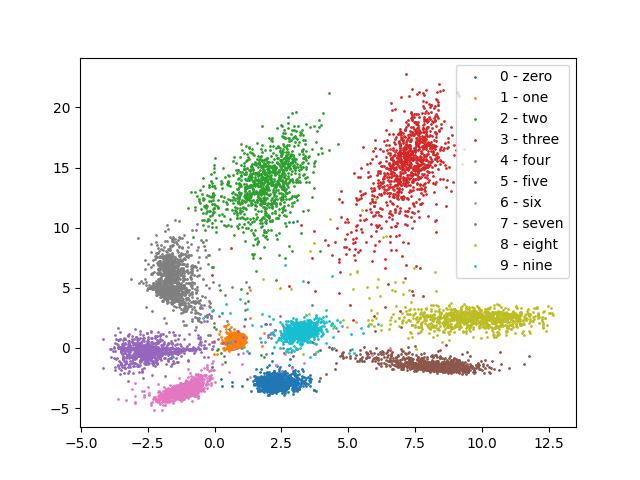 0 - zero
1 - one
2 - two
3 - three
4 - four
5 - five
6 - six
7 - seven
8 - eight
9 - nine
20
15
10
5
0
−5
−5.0
−2.5
0.0
2.5
5.0
7.5
10.0
12.5